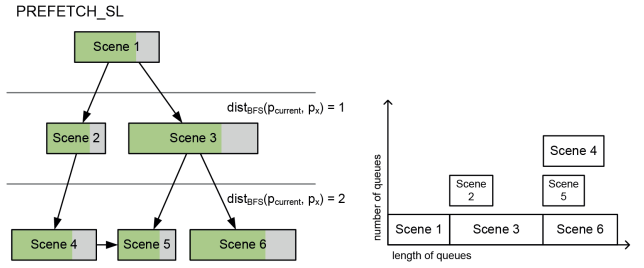 PREFETCH_SL
Scene 1
dist_BFS(p_current, p_x) = 1
Scene 2
Scene 3
dist_BFS(p_current, p_x) = 2
Scene 4
Scene 5
Scene 6
number of queues
Scene 4
Scene
2
Scene
5
Scene 1
Scene 3
Scene 6
length of queues